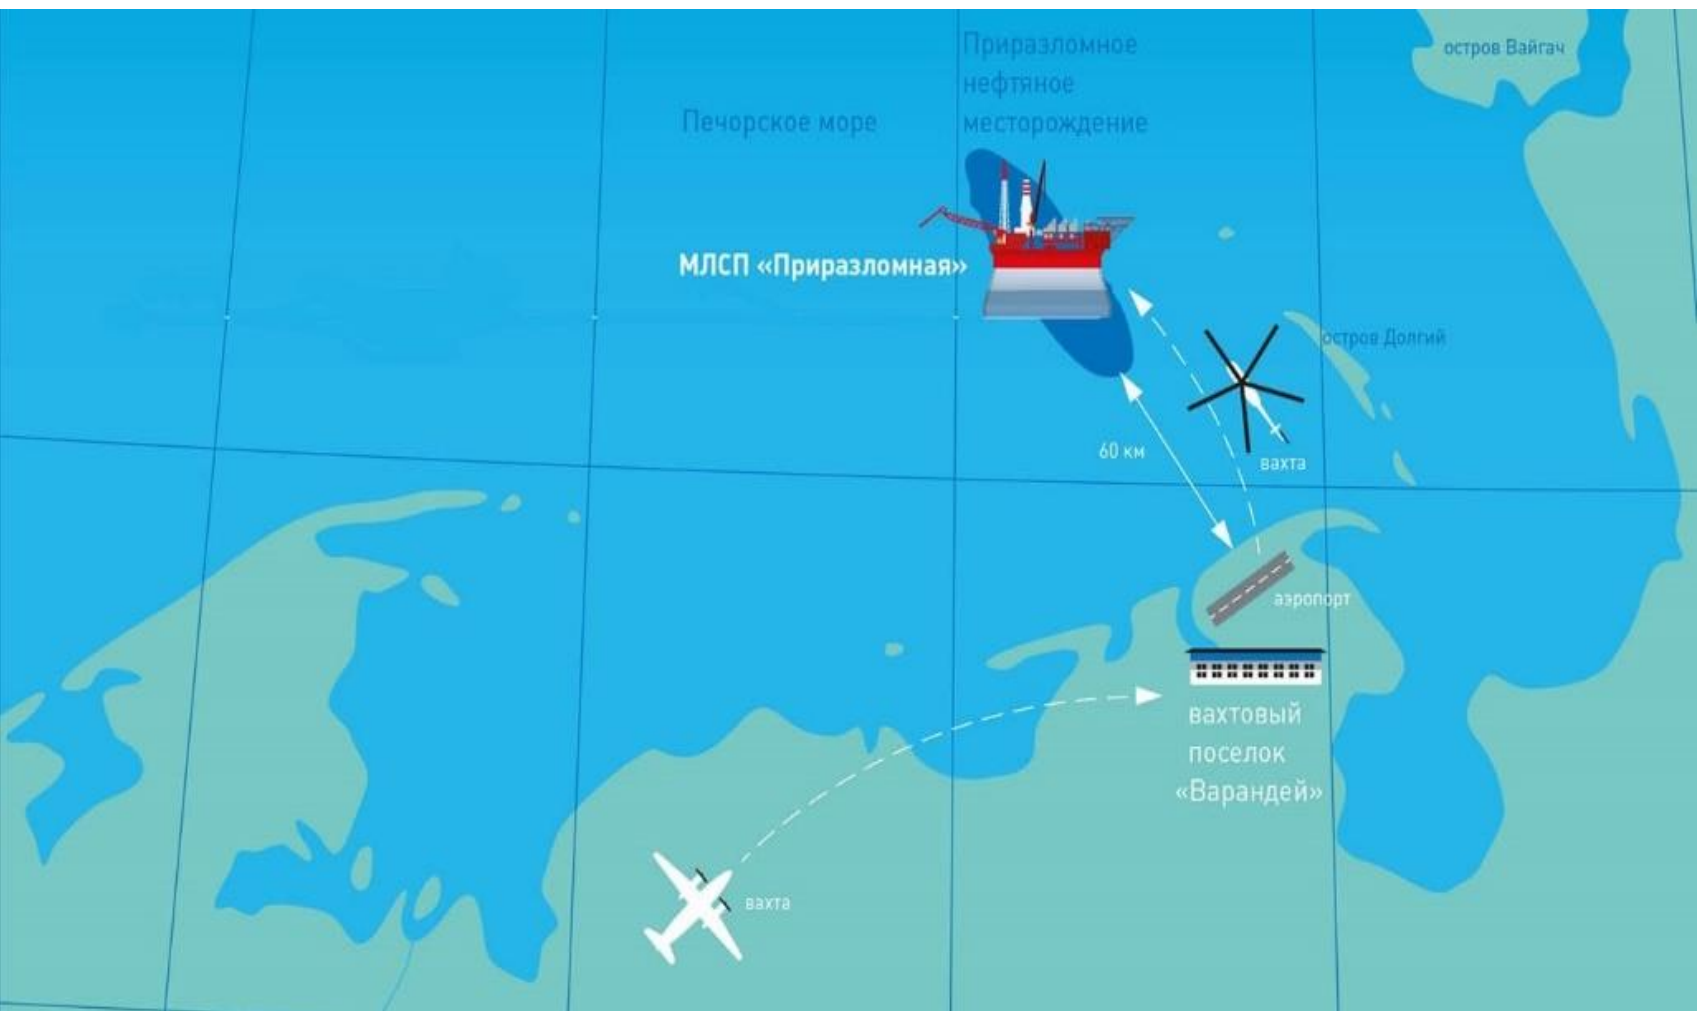 остров Вайгач
Приразломное
нефтяное
месторождение
Печорское море
МЛСП «Приразломная»
остров Долгий
60 км
вахта
аэропорт
вахтовый
поселок
«Варандей»
вахта